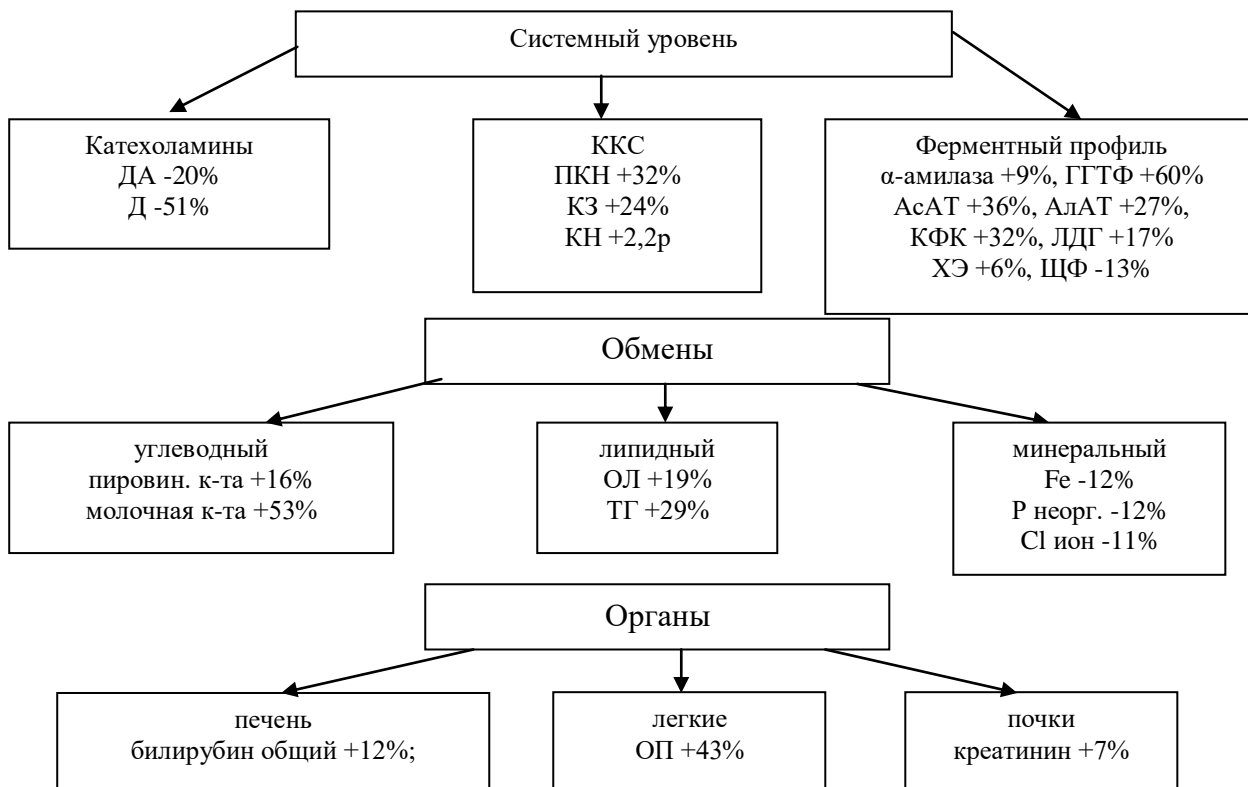 Системный уровень
Катехоламины
ДА -20%
Д -51%
ККС
ПКН +32%
КЗ +24%
КН +2,2р
Ферментный профиль
α-амилаза +9%, ГГТФ +60%
АсАТ +36%, АлАТ +27%,
КФК +32%, ЛДГ +17%
ХЭ +6%, ЩФ -13%
Обмены
углеводный
пировин. к-та +16%
молочная к-та +53%
липидный
ОЛ +19%
ТГ +29%
минеральный
Fe -12%
Р неорг. -12%
Cl ион -11%
Органы
печень
билирубин общий +12%;
легкие
ОП +43%
почки
креатинин +7%